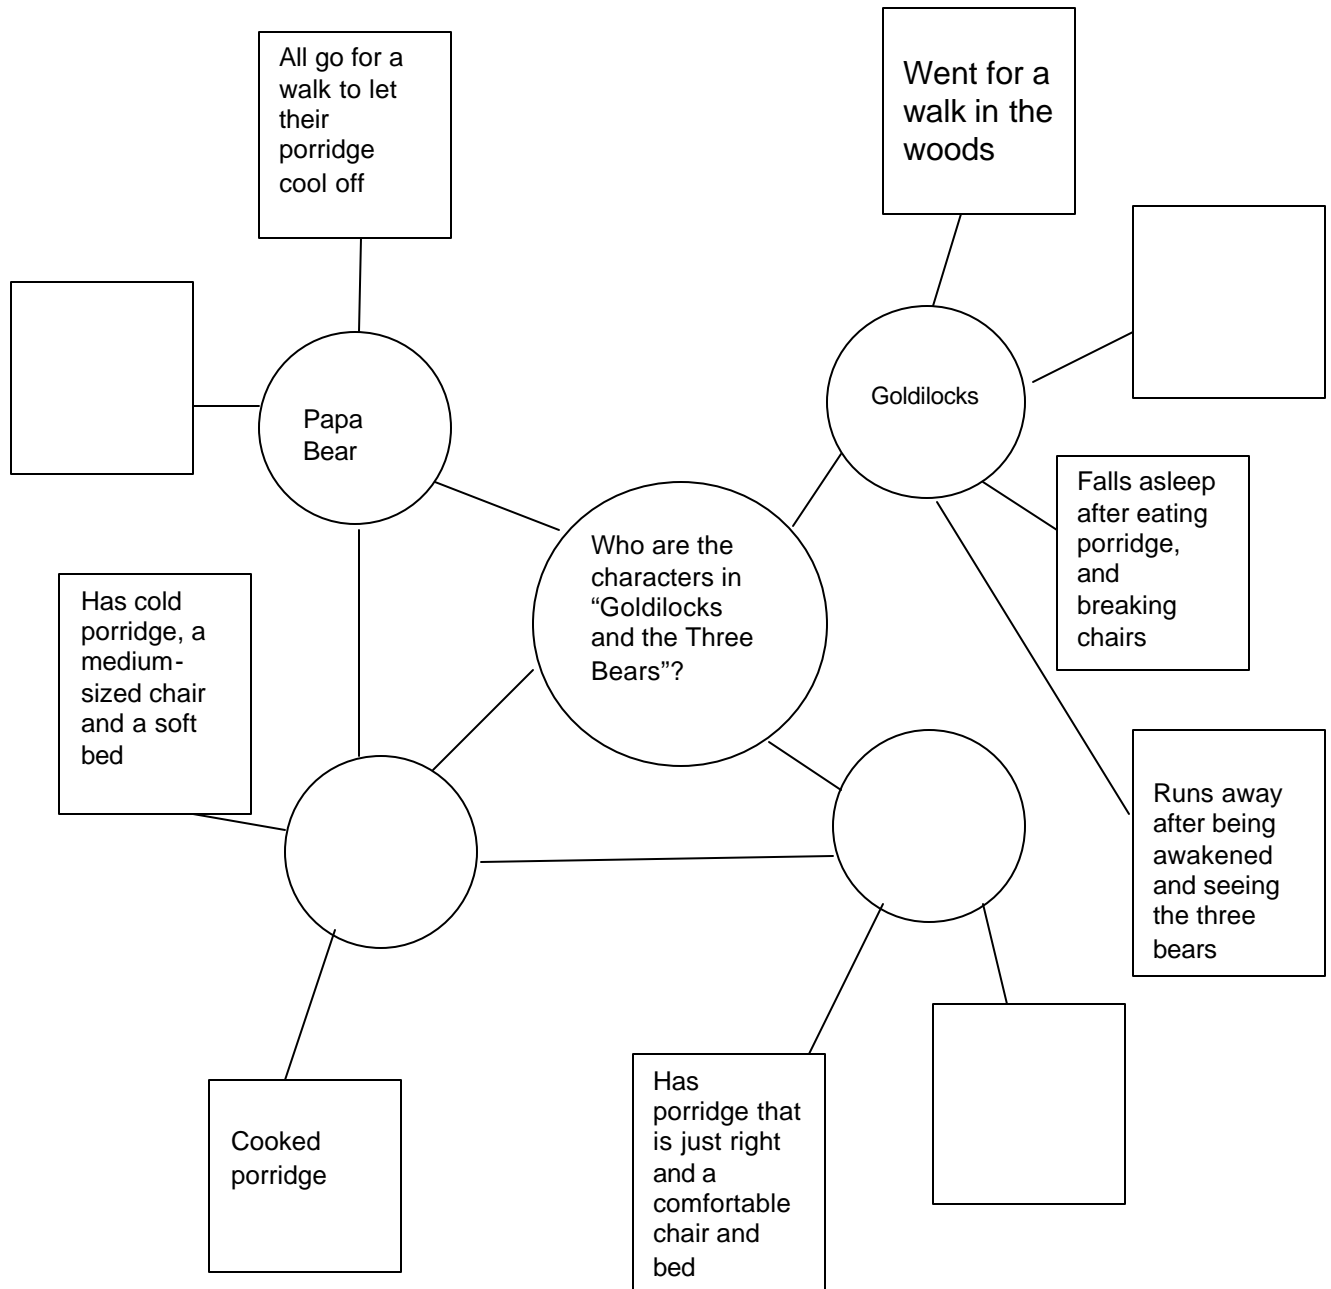 All go for a
walk to let
their
porridge
cool off
Went for a
walk in the
woods
Papa
Bear
Goldilocks
Who are the
characters in
“Goldilocks
and the Three
Bears”?
Falls asleep
after eating
porridge,
and
breaking
chairs
Has cold
porridge, a
medium-
sized chair
and a soft
bed
Runs away
after being
awakened
and seeing
the three
bears
Cooked
porridge
Has
porridge that
is just right
and a
comfortable
chair and
bed